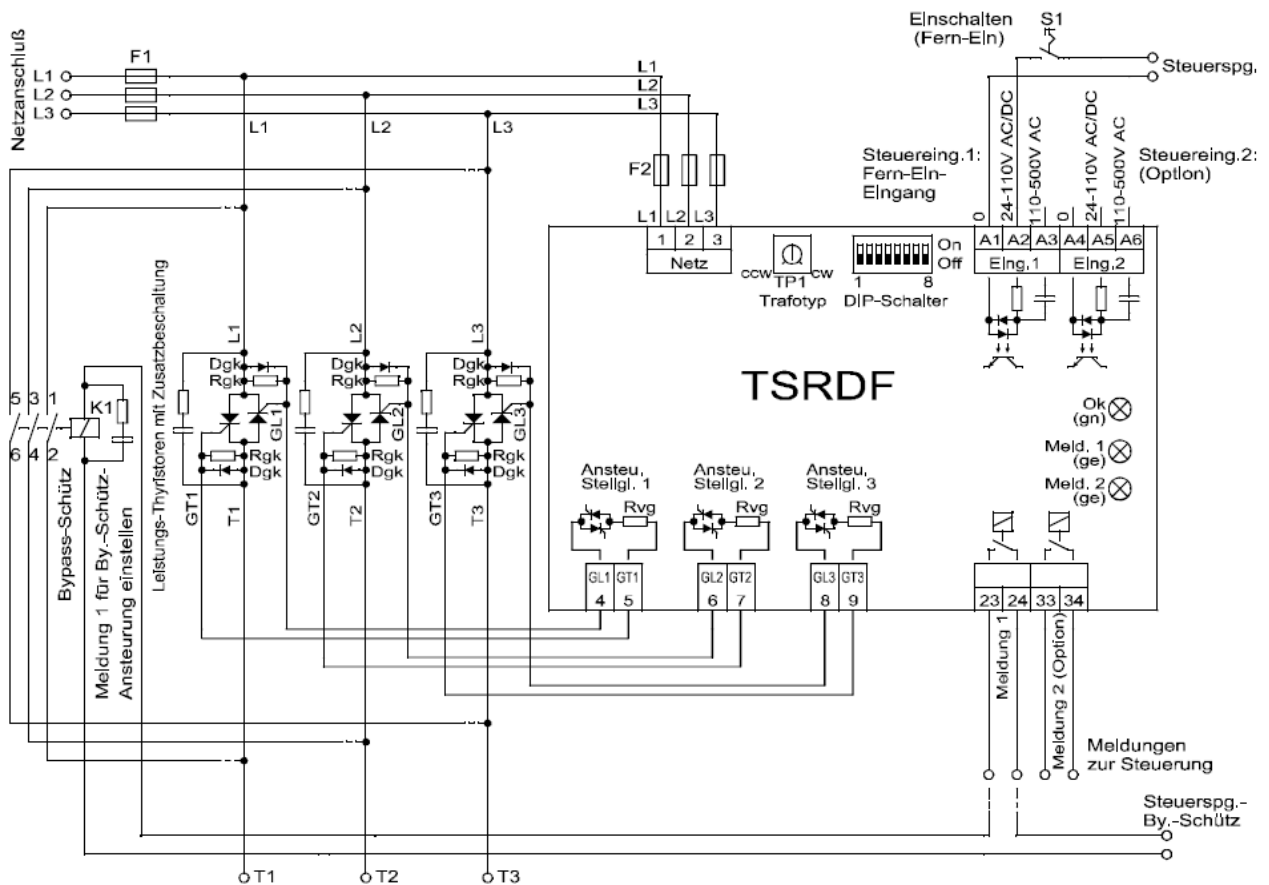 Netzanschluß
F1
L1
L2
L3
L1
L2
L3
L1
L2
L3
F2
L1 L2 L3
1 2 3
Netz
Einschalten
(Fern-Ein)
S1
Steuerspg.
Steuereing.1:
Fern-Ein-
Eingang
0
24-110V AC/DC
110-500V AC
0
24-110V AC/DC
110-500V AC
Steuereing.2:
(Option)
A1 A2 A3 A4 A5 A6
Eing.1 Eing.2
CCW TP1 CW
Trafotyp
On
Off
1 8
DIP-Schalter
TSRDF
Ok
(gn)
Meld. 1
(ge)
Meld. 2
(ge)
5 3 1
6 4 2
K1
Bypass-Schütz
Meldung 1 für By.-Schütz-
Ansteurung einstellen
Leistungs-Thyristoren mit Zusatzbeschaltung
L1
Dgk
Rgk
GL1
Rgk
Dgk
GT1
T1
L2
Dgk
Rgk
GL2
Rgk
Dgk
GT2
T2
L3
Dgk
Rgk
GL3
Rgk
Dgk
GT3
T3
Ansteu,
Stellgl. 1
Rvg
GL1 GT1
4 5
Ansteu,
Stellgl. 2
Rvg
GL2 GT2
6 7
Ansteu,
Stellgl. 3
Rvg
GL3 GT3
8 9
23 24 33 34
Meldung 1
Meldung 2 (Option)
Meldungen
zur Steuerung
Steuerspg.-
By.-Schütz
T1
T2
T3